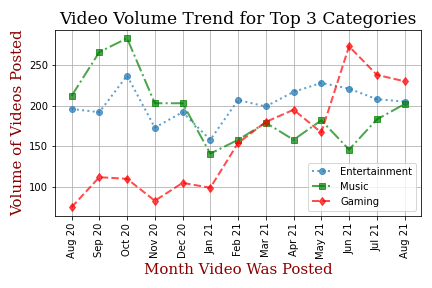 Video Volume Trend for Top 3 Categories
Volume of Videos Posted
250
200
150
100
Entertainment
Music
Gaming
Aug 20
Sep 20
Oct 20
Nov 20
Dec 20
Jan 21
Feb 21
Mar 21
Apr 21
May 21
Jun 21
Jul 21
Aug 21
Month Video Was Posted